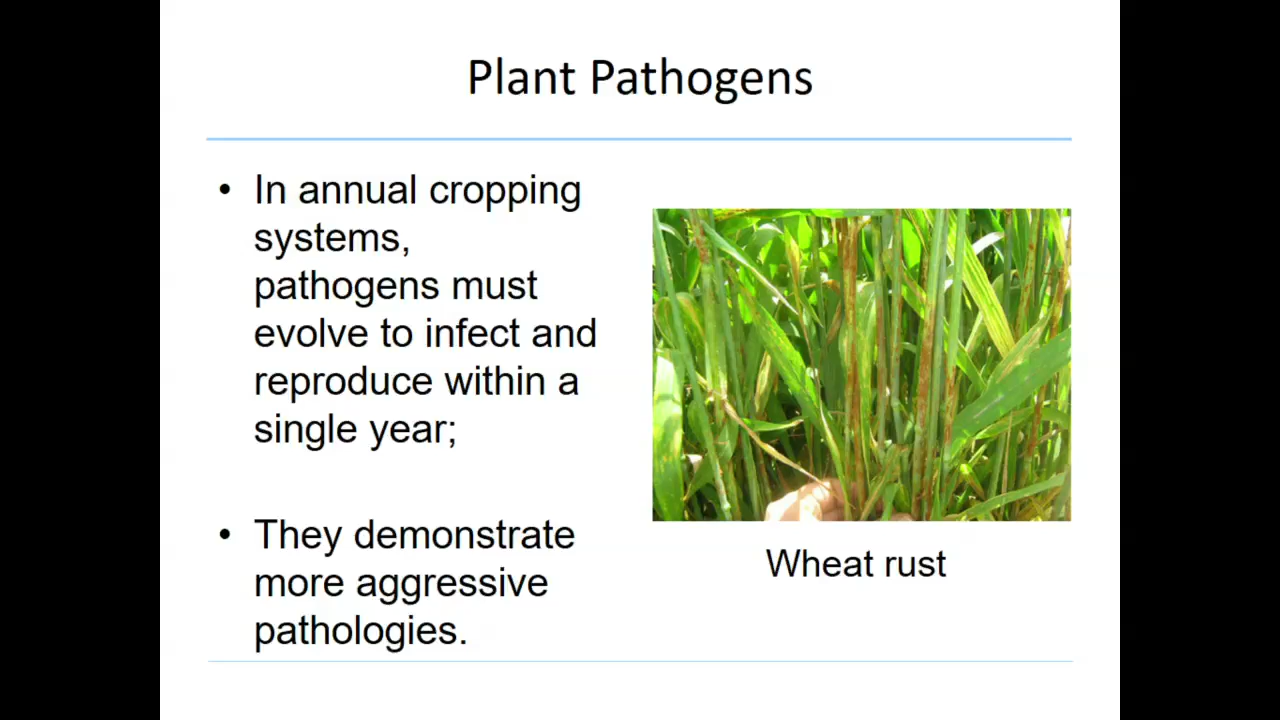 Plant Pathogens
• In annual cropping
systems,
pathogens must
evolve to infect and
reproduce within a
single year;
• They demonstrate
more aggressive
pathologies.
Wheat rust